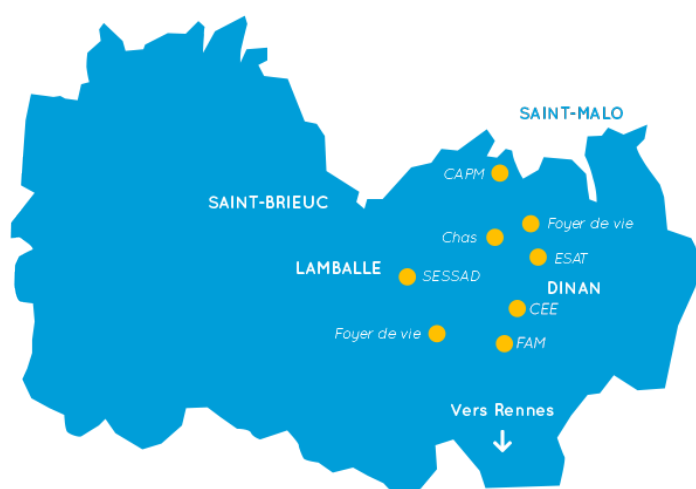 SAINT-MALO
CAPM
SAINT-BRIEUC
Foyer de vie
Chas
ESAT
LAMBALLE
SESSAD
DINAN
CEE
Foyer de vie
FAM
Vers Rennes